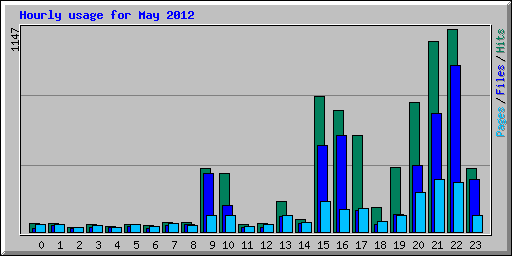 Hourly usage for May 2012
1147
Pages / Files / Hits
0 1 2 3 4 5 6 7 8 9 10 11 12 13 14 15 16 17 18 19 20 21 22 23